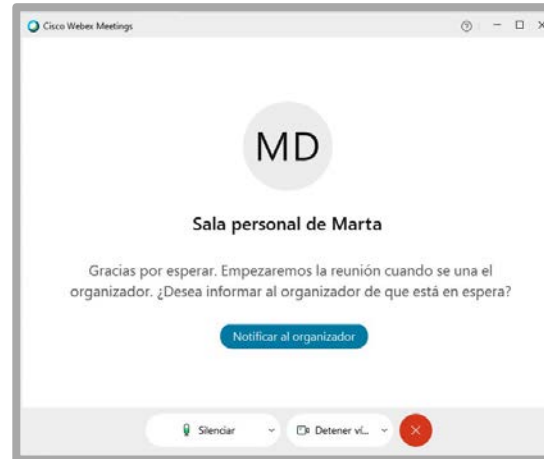 Cisco Webex Meetings
MD
Sala personal de Marta
Gracias por esperar. Empezaremos la reunión cuando se una el
organizador. ¿Desea informar al organizador de que está en espera?
Notificar al organizador
Silenciar
Detener ví...